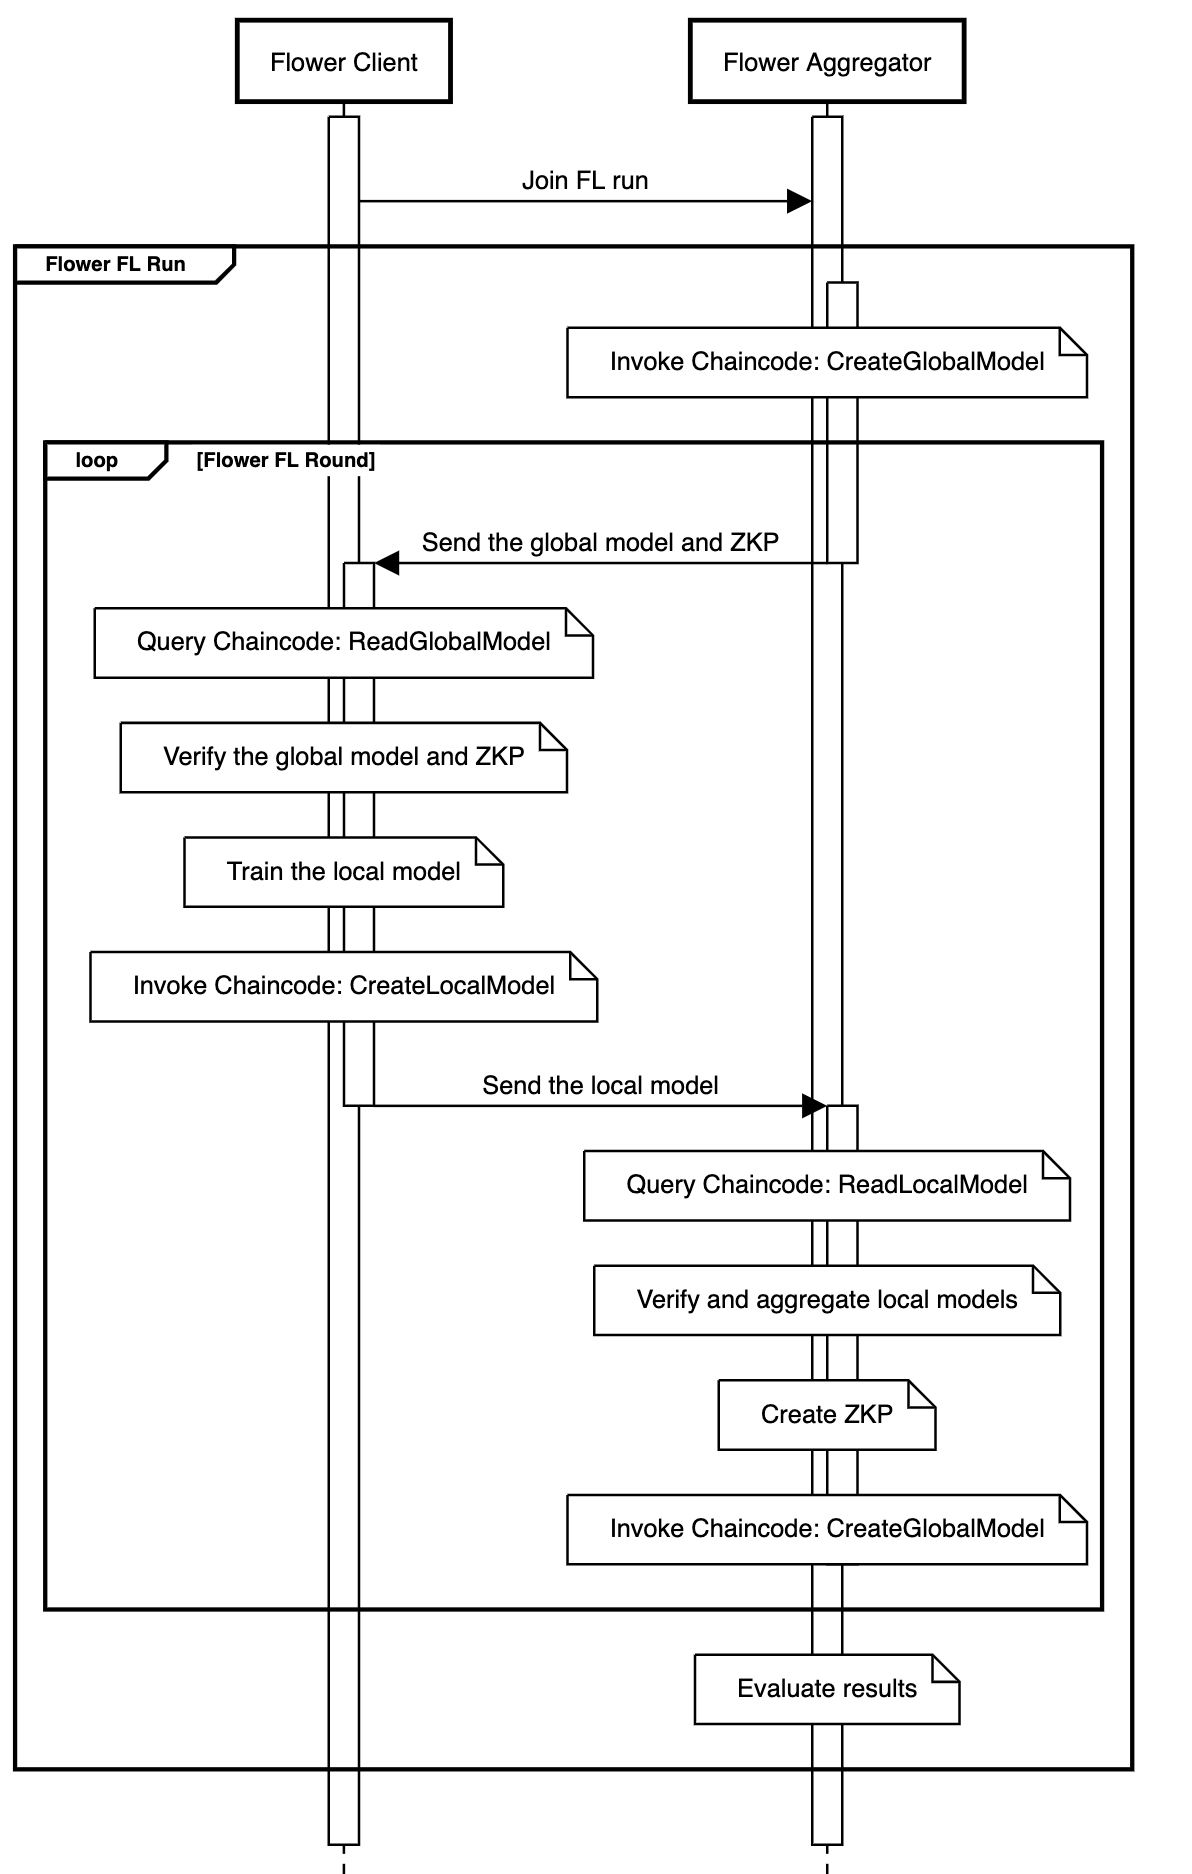 Flower Client
Flower Aggregator
Join FL run
Flower FL Run
Invoke Chaincode: CreateGlobalModel
loop
[Flower FL Round]
Send the global model and ZKP
Query Chaincode: ReadGlobalModel
Verify the global model and ZKP
Train the local model
Invoke Chaincode: CreateLocalModel
Send the local model
Query Chaincode: ReadLocalModel
Verify and aggregate local models
Create ZKP
Invoke Chaincode: CreateGlobalModel
Evaluate results